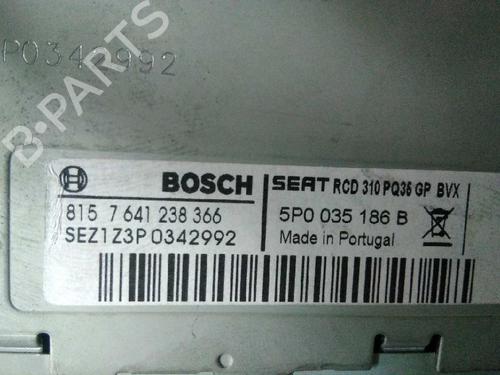 P0342992
B-PARTS
BOSCH
SEAT RCD 310 PQ35 GP BVX
815 7 641 238 366
5P0 035 186 B
SEZ1Z3P0342992
Made in Portugal